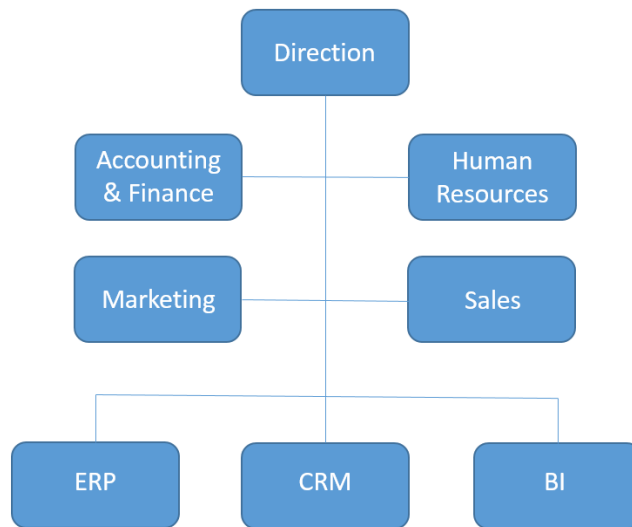 Direction
Accounting
& Finance
Human
Resources
Marketing
Sales
ERP
CRM
BI